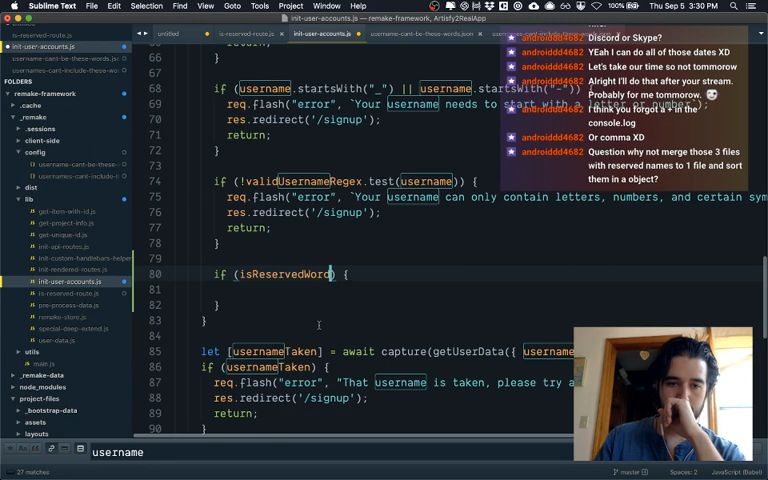 Sublime Text File Edit Selection Find View Goto Tools Project Window Help
100% Thu Sep 5 3:30 PM
init-user-accounts.js — remake-framework, Artisfy2RealApp
untitled
is-reserved-route.js
init-user-accounts.js
username-cant-be-these-words.json
is-reserved-route.js
init-user-accounts.js
username-cant-be-these-words
usernames-cant-include-these-w
FOLDERS
remake-framework
.cache
_remake
.sessions
client-side
config
username-cant-be-these-
usernames-cant-include-t
dist
lib
get-item-with-id.js
get-project-info.js
get-unique-id.js
init-api-routes.js
init-custom-handlebars-helper
init-rendered-routes.js
init-user-accounts.js
is-reserved-route.js
pre-process-data.js
remake-store.js
special-deep-extend.js
user-data.js
utils
main.js
_remake-data
node_modules
project-files
_bootstrap-data
assets
layouts
66 }
67
68 if (username.startsWith("_") || username.startsWith("-")) {
69 req.flash("error", `Your username needs to start with a letter or number`);
70 res.redirect('/signup');
71 return;
72 }
73
74 if (!validUsernameRegex.test(username)) {
75 req.flash("error", `Your username can only contain letters, numbers, and certain sym
76 res.redirect('/signup');
77 return;
78 }
79
80 if (isReservedWord) {
81
82 }
83 }
84
85 let [usernameTaken] = await capture(getUserData({ username
86 if (usernameTaken) {
87 req.flash("error", "That username is taken, please try a
88 res.redirect('/signup');
89 return;
90 }
androiddd4682 Discord or Skype?
androiddd4682 YEah I can do all of those dates XD
androiddd4682 Let's take our time so not tommorow
androiddd4682 Alright I'll do that after your stream.
Probably for me tommorow.
androiddd4682 I think you forgot a + in the
console.log
androiddd4682 Or comma XD
androiddd4682 Question why not merge those 3 files
with reserved names to 1 file and sort
them in a object?
username
27 matches
master
Spaces: 2
JavaScript